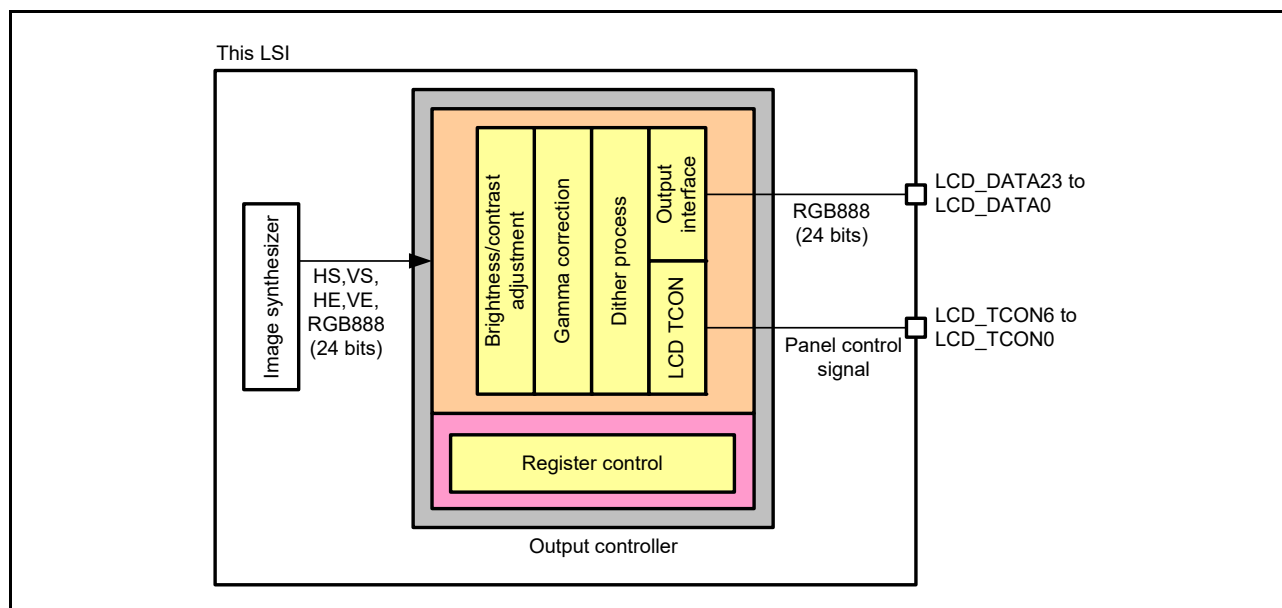 This LSI
Image synthesizer
HS,VS,
HE,VE,
RGB888
(24 bits)
Brightness/contrast
adjustment
Gamma correction
Dither process
Output
interface
LCD TCON
RGB888
(24 bits)
LCD_DATA23 to
LCD_DATA0
Panel control
signal
LCD_TCON6 to
LCD_TCON0
Register control
Output controller